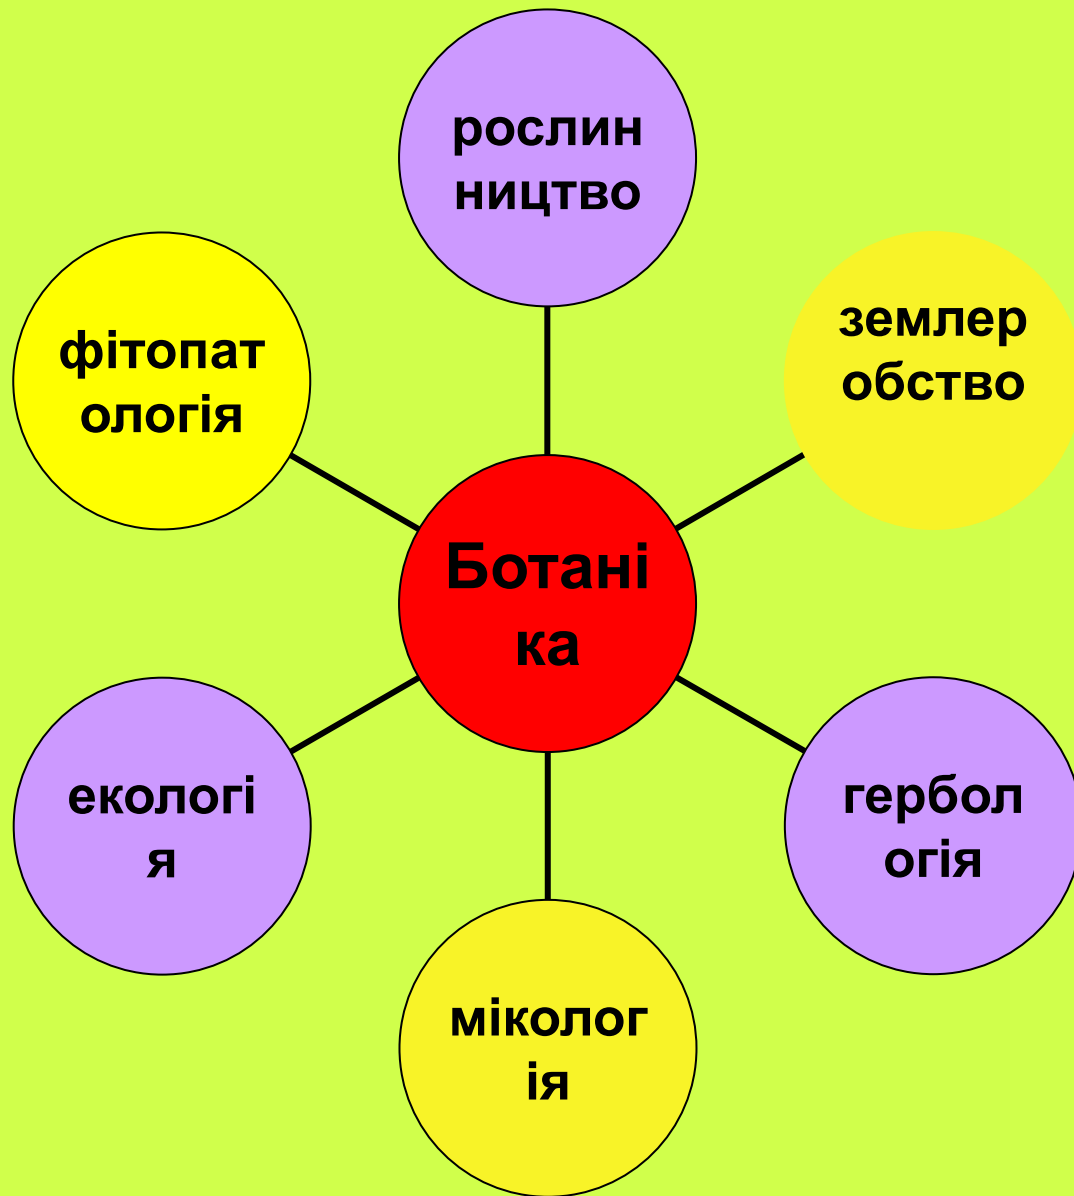 рослин
ництво
землер
обство
фітопат
ологія
Ботані
ка
гербол
огія
екологі
я
міколог
ія